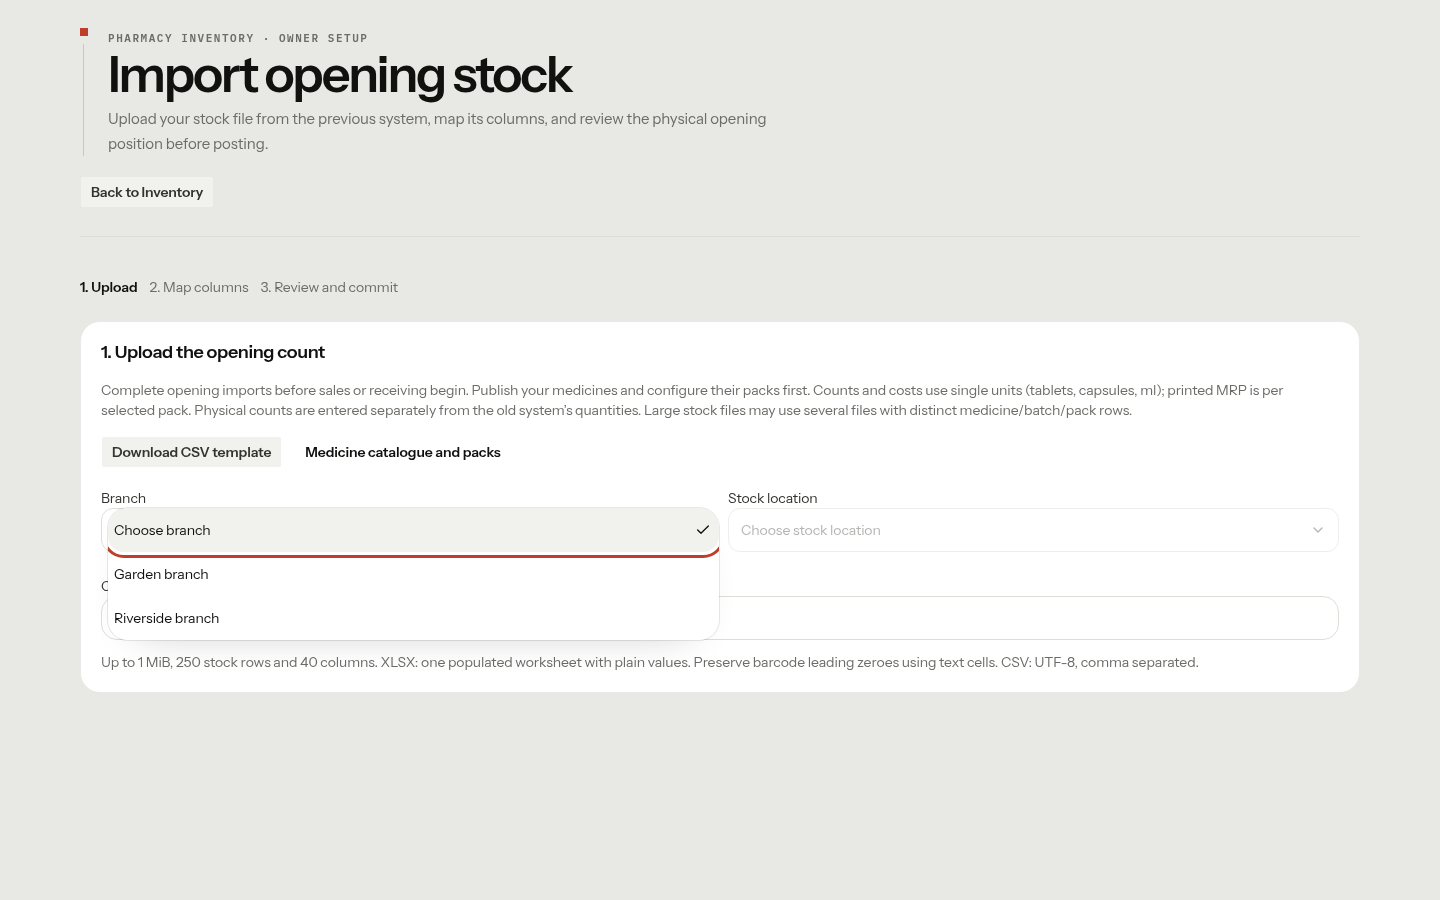 PHARMACY INVENTORY · OWNER SETUP
Import opening stock
Upload your stock file from the previous system, map its columns, and review the physical opening
position before posting.
Back to Inventory
1. Upload
2. Map columns
3. Review and commit
1. Upload the opening count
Complete opening imports before sales or receiving begin. Publish your medicines and configure their packs first. Counts and costs use single units (tablets, capsules, ml); printed MRP is per
selected pack. Physical counts are entered separately from the old system's quantities. Large stock files may use several files with distinct medicine/batch/pack rows.
Download CSV template
Medicine catalogue and packs
Branch
Stock location
Choose branch
Choose stock location
Garden branch
Riverside branch
Up to 1 MiB, 250 stock rows and 40 columns. XLSX: one populated worksheet with plain values. Preserve barcode leading zeroes using text cells. CSV: UTF-8, comma separated.